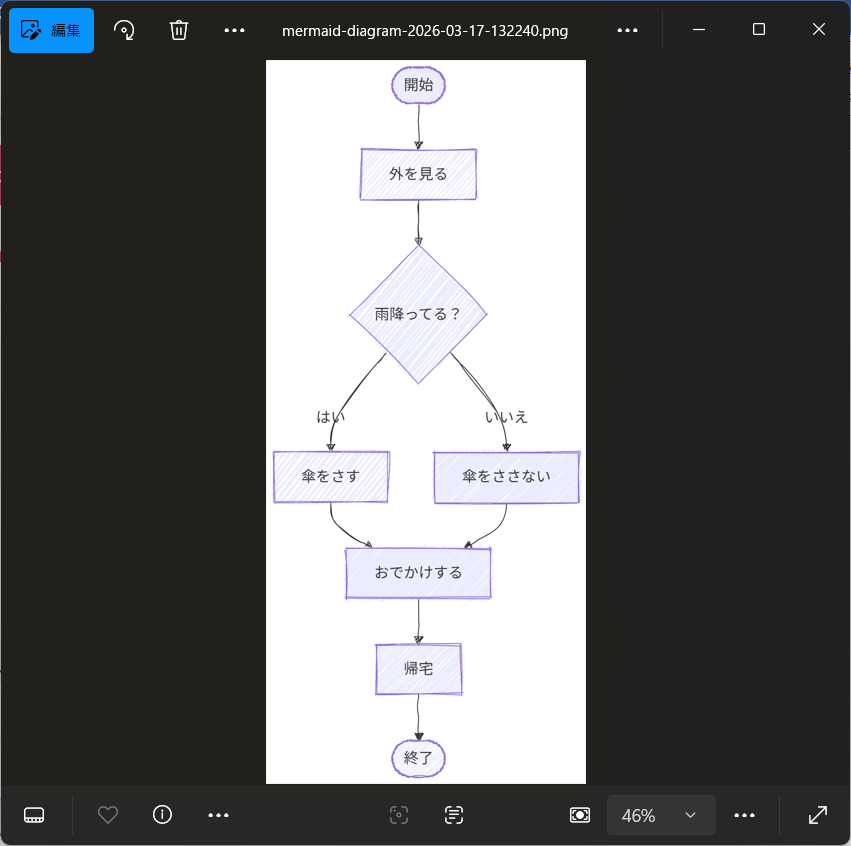 編集
mermaid-diagram-2026-03-17-132240.png
開始
外を見る
雨降ってる？
はい
いいえ
傘をさす
傘をささない
おでかけする
帰宅
終了
46%